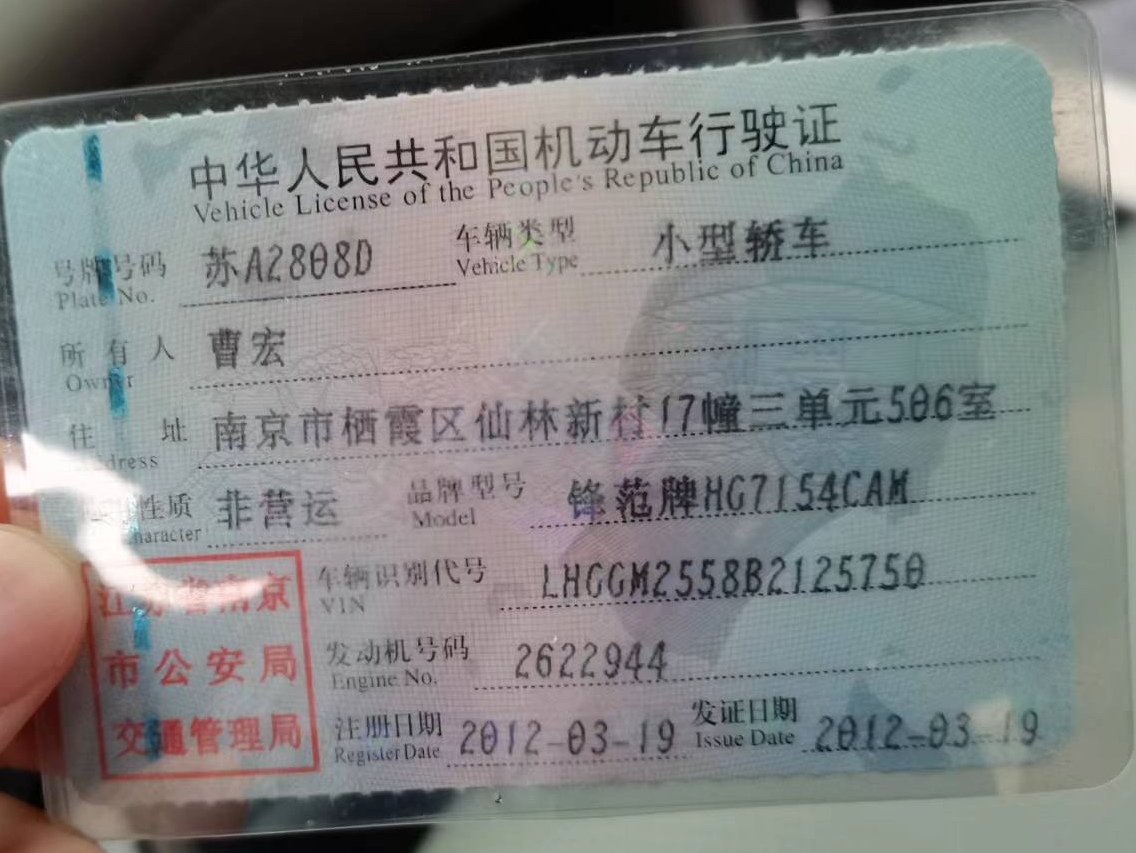 中华人民共和国机动车行驶证
Vehicle License of the People's Republic of China
号牌号码 苏A2808D 车辆类型 小型轿车
Plate No. Vehicle Type
所有人 曹宏
Owner
住址 南京市栖霞区仙林新村17幢三单元506室
Address
性质 非营运 品牌型号 锋范牌HG7154CAM
haracter Model
车辆识别代号 LHGGM2558B2125750
VIN
发动机号码 2622944
Engine No.
注册日期 2012-03-19 发证日期 2012-03-19
Register Date Issue Date
江苏省南京
市公安局
交通管理局